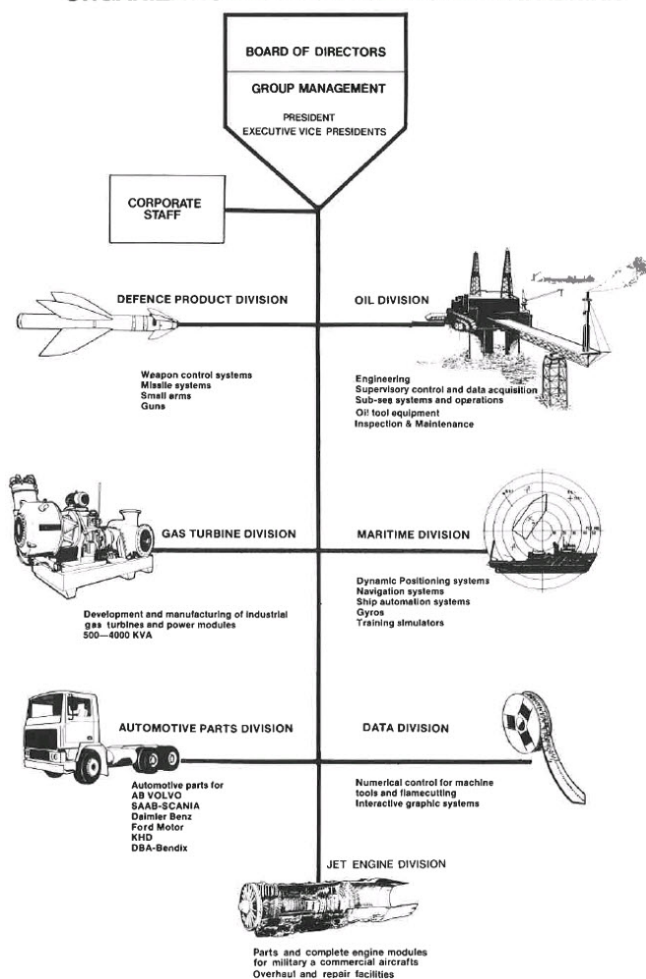 BOARD OF DIRECTORS
GROUP MANAGEMENT
PRESIDENT
EXECUTIVE VICE PRESIDENTS
CORPORATE
STAFF
DEFENCE PRODUCT DIVISION
Weapon control systems
Missile systems
Small arms
Guns
OIL DIVISION
Engineering
Supervisory control and data acquisition
Sub-sea systems and operations
Oil tool equipment
Inspection & Maintenance
GAS TURBINE DIVISION
Development and manufacturing of industrial
gas turbines and power modules
500—4000 KVA
MARITIME DIVISION
Dynamic Positioning systems
Navigation systems
Ship automation systems
Gyros
Training simulators
AUTOMOTIVE PARTS DIVISION
Automotive parts for
AB VOLVO
SAAB-SCANIA
Daimler Benz
Ford Motor
KHD
DBA-Bendix
DATA DIVISION
Numerical control for machine
tools and flamecutting
Interactive graphic systems
JET ENGINE DIVISION
Parts and complete engine modules
for military a commercial aircrafts
Overhaul and repair facilities